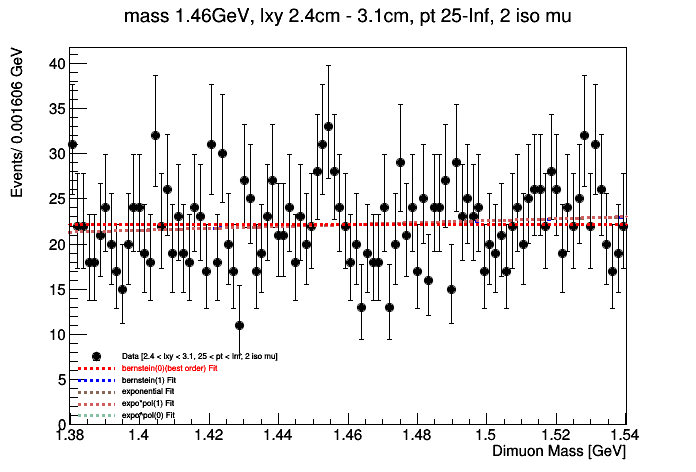 mass 1.46GeV, lxy 2.4cm - 3.1cm, pt 25-Inf, 2 iso mu
Events/ 0.001606 GeV
40
35
30
25
20
15
10
5
0
Data [2.4 < lxy < 3.1, 25 < pt < Inf, 2 iso mu]
bernstein(0)(best order) Fit
bernstein(1) Fit
exponential Fit
expo*pol(1) Fit
expo*pol(0) Fit
1.38 1.4 1.42 1.44 1.46 1.48 1.5 1.52 1.54
Dimuon Mass [GeV]